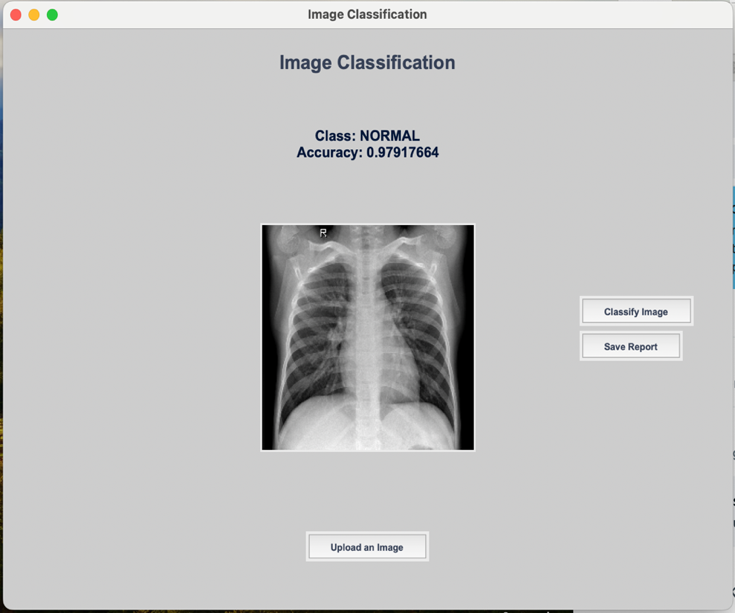 Image Classification
Image Classification
Class: NORMAL
Accuracy: 0.97917664
R
Classify Image
Save Report
Upload an Image